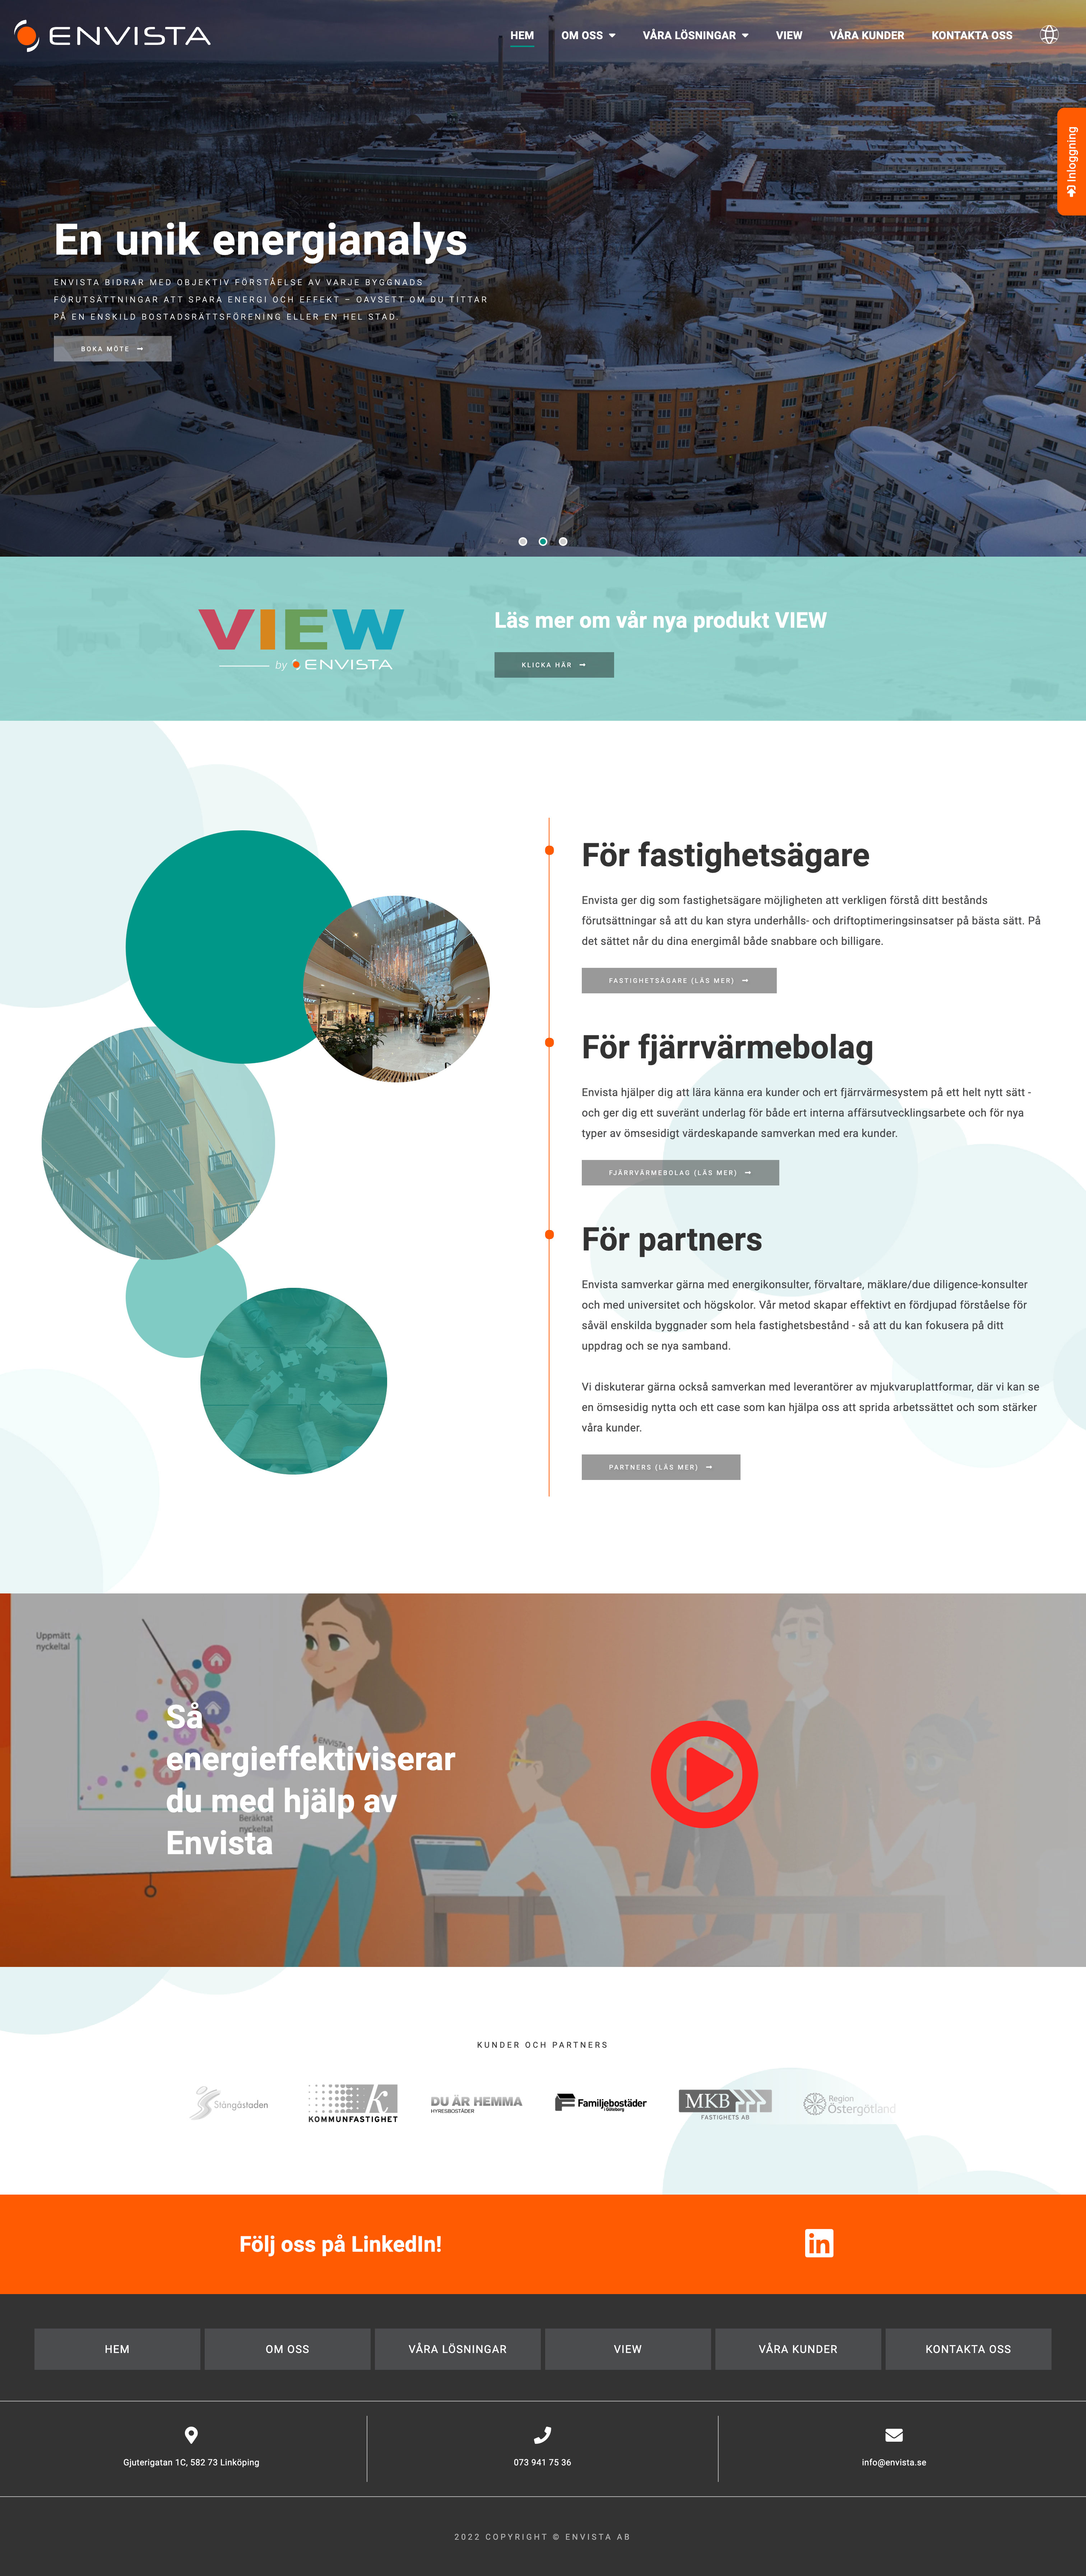 ENVISTA
HEM
OM OSS
VÅRA LÖSNINGAR
VIEW
VÅRA KUNDER
KONTAKTA OSS
Inloggning
En unik energianalys
ENVISTA BIDRAR MED OBJEKTIV FÖRSTÅELSE AV VARJE BYGGNADS
FÖRUTSÄTTNINGAR ATT SPARA ENERGI OCH EFFEKT – OAVSETT OM DU TITTAR
PÅ EN ENSKILD BOSTADSRÄTTSFÖRENING ELLER EN HEL STAD.
BOKA MÖTE
VIEW
by ENVISTA
Läs mer om vår nya produkt VIEW
KLICKA HÄR
För fastighetsägare
Envista ger dig som fastighetsägare möjligheten att verkligen förstå ditt bestånds
förutsättningar så att du kan styra underhålls- och driftoptimeringsinsatser på bästa sätt. På
det sättet når du dina energimål både snabbare och billigare.
FASTIGHETSÄGARE (LÄS MER)
För fjärrvärmebolag
Envista hjälper dig att lära känna era kunder och ert fjärrvärmesystem på ett helt nytt sätt -
och ger dig ett suveränt underlag för både ert interna affärsutvecklingsarbete och för nya
typer av ömsesidigt värdeskapande samverkan med era kunder.
FJÄRRVÄRMEBOLAG (LÄS MER)
För partners
Envista samverkar gärna med energikonsulter, förvaltare, mäklare/due diligence-konsulter
och med universitet och högskolor. Vår metod skapar effektivt en fördjupad förståelse för
såväl enskilda byggnader som hela fastighetsbestånd - så att du kan fokusera på ditt
uppdrag och se nya samband.
Vi diskuterar gärna också samverkan med leverantörer av mjukvaruplattformar, där vi kan se
en ömsesidig nytta och ett case som kan hjälpa oss att sprida arbetssättet och som stärker
våra kunder.
PARTNERS (LÄS MER)
Uppmätt
nyckeltal
ENVISTA
Beräknat
nyckeltal
Så
energieffektiviserar
du med hjälp av
Envista
KUNDER OCH PARTNERS
Stångåstaden
k
KOMMUNFASTIGHET
DU ÄR HEMMA
HYRESBOSTÄDER
Familjebostäder
i Göteborg
MKB
FASTIGHETS AB
Region
Östergötland
Följ oss på LinkedIn!
in
HEM
OM OSS
VÅRA LÖSNINGAR
VIEW
VÅRA KUNDER
KONTAKTA OSS
Gjuterigatan 1C, 582 73 Linköping
073 941 75 36
info@envista.se
2022 COPYRIGHT © ENVISTA AB